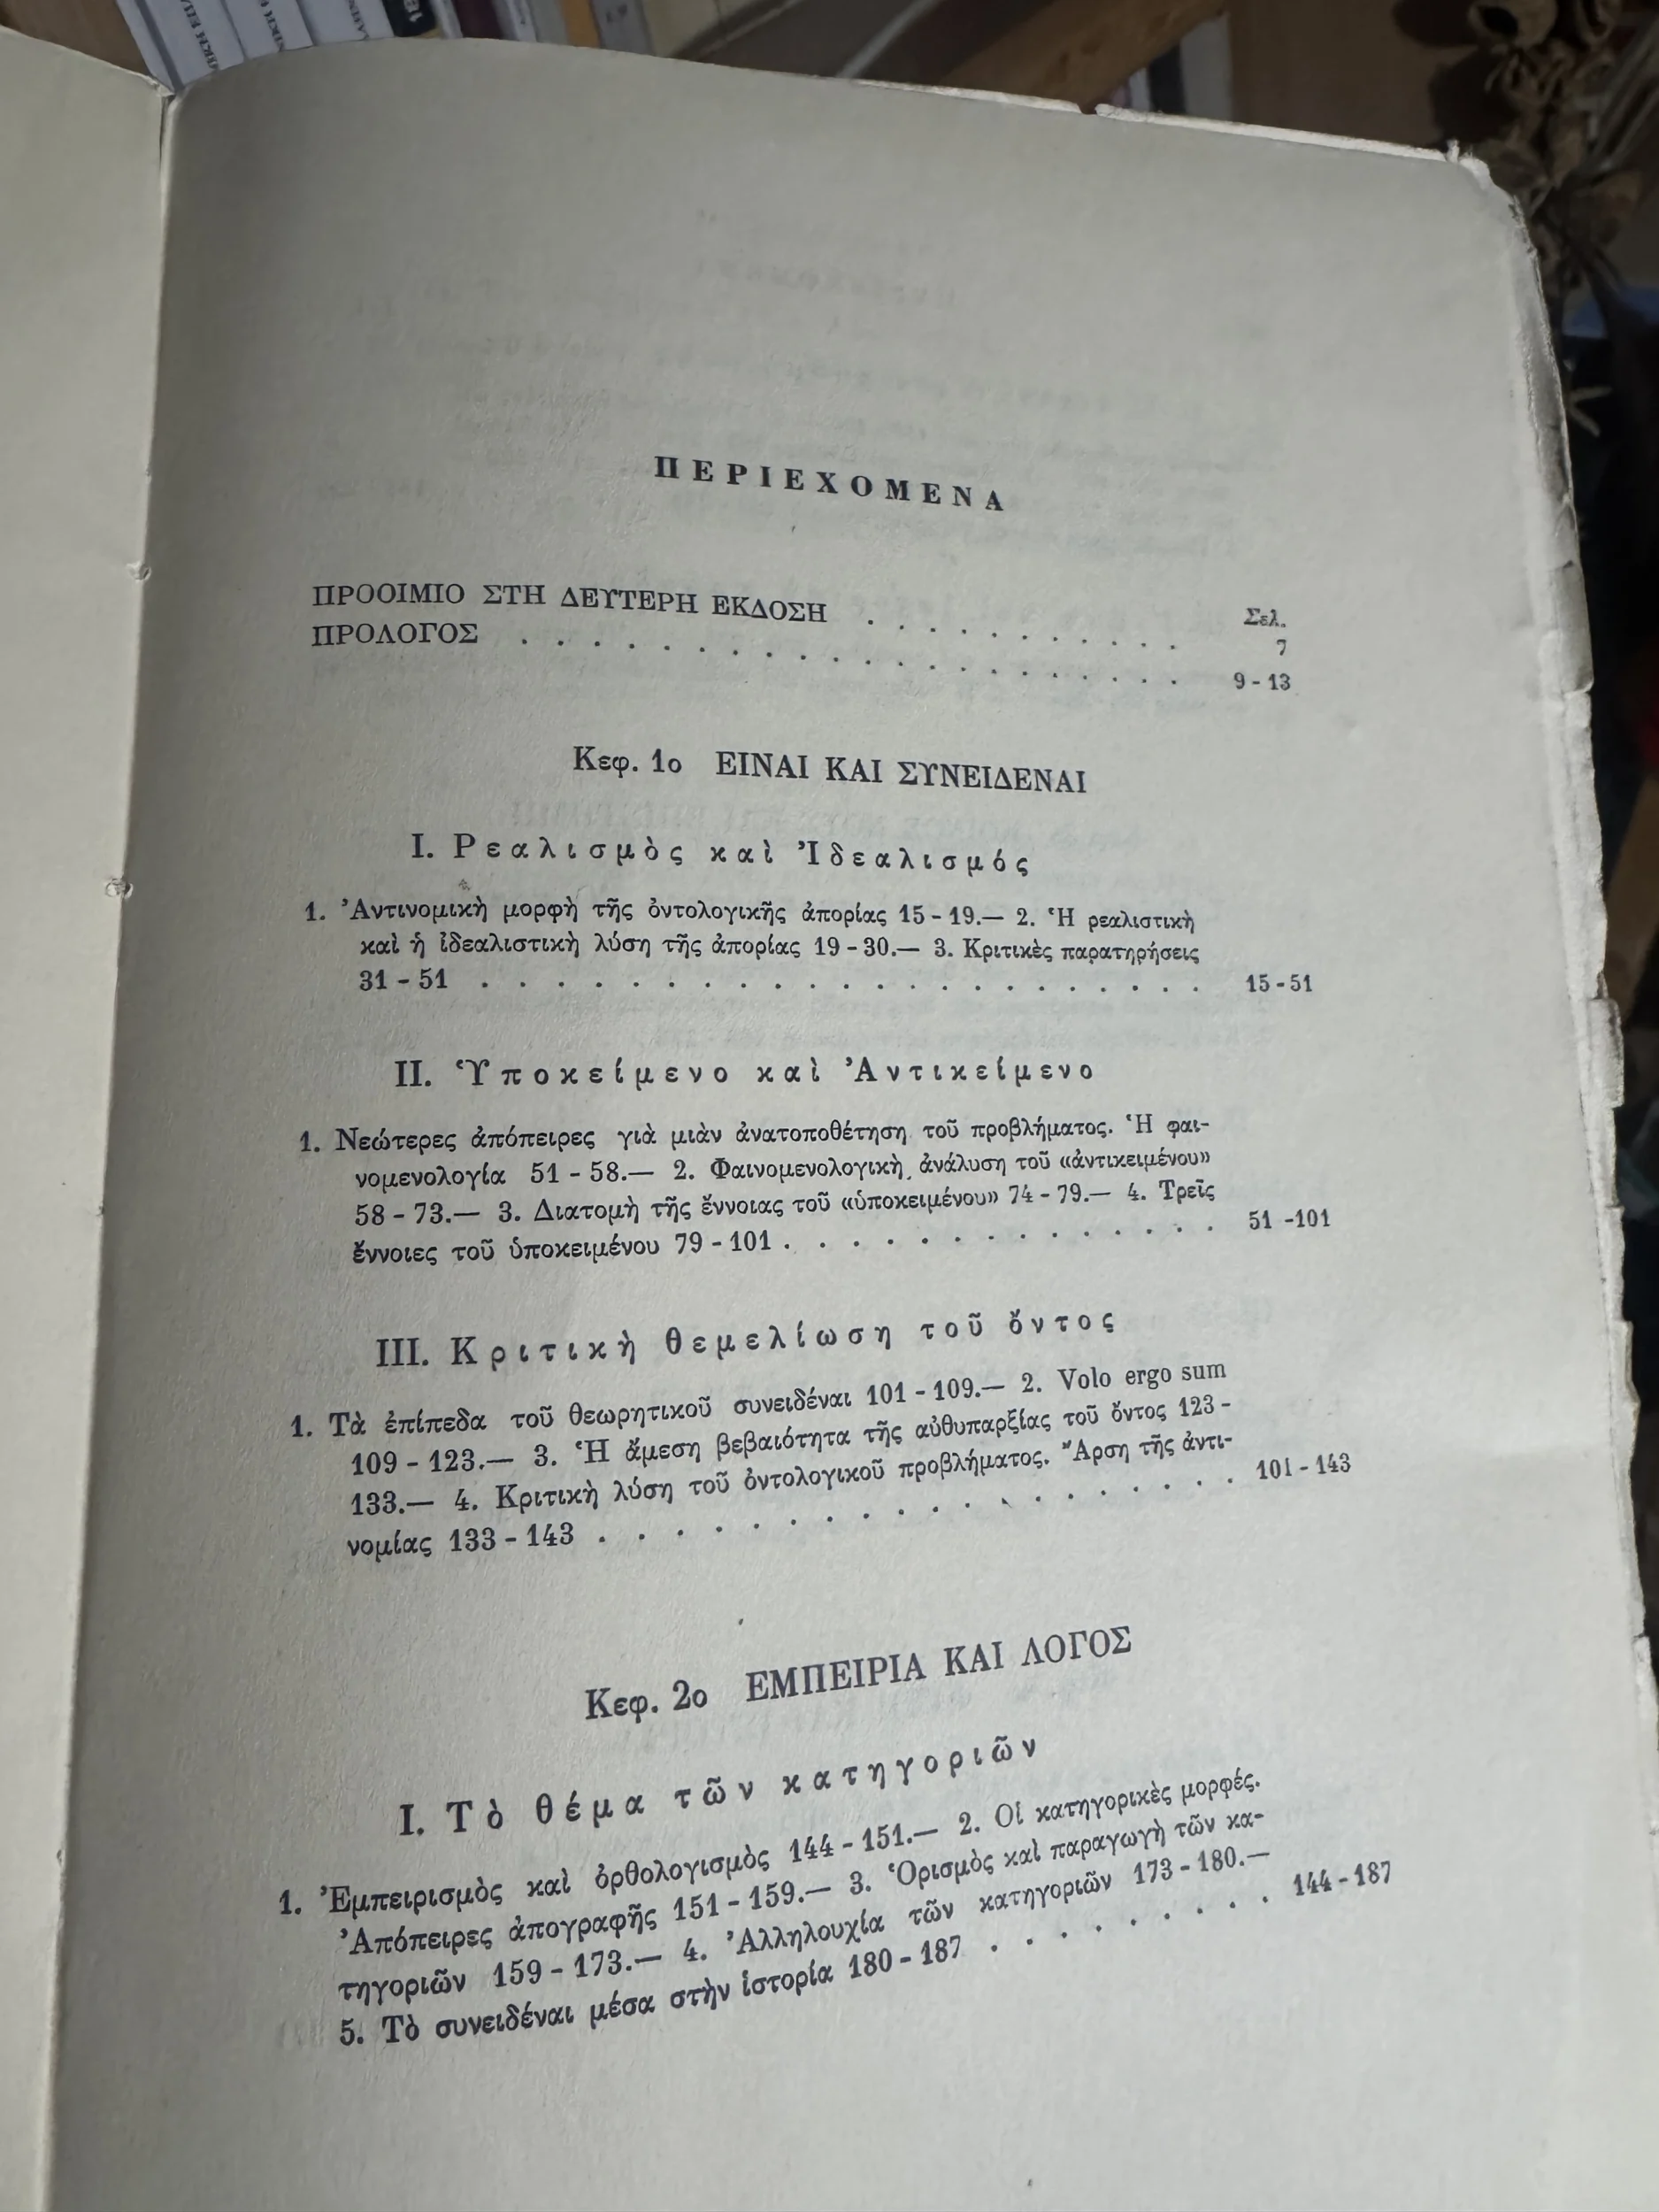 ΠΕΡΙΕΧΟΜΕΝΑ
Σελ.
ΠΡΟΟΙΜΙΟ ΣΤΗ ΔΕΥΤΕΡΗ ΕΚΔΟΣΗ . . . . . . . . . . 7
ΠΡΟΛΟΓΟΣ . . . . . . . . . . . . . . . . . . . 9 - 13
Κεφ. 1ο ΕΙΝΑΙ ΚΑΙ ΣΥΝΕΙΔΕΝΑΙ
I. Ρεαλισμὸς καὶ Ἰδεαλισμός
1. Ἀντινομικὴ μορφὴ τῆς ὀντολογικῆς ἀπορίας 15 - 19.— 2. Ἡ ρεαλιστικὴ
καὶ ἡ ἰδεαλιστικὴ λύση τῆς ἀπορίας 19 - 30.— 3. Κριτικὲς παρατηρήσεις
31 - 51 . . . . . . . . . . . . . . . . . . . . 15 - 51
II. Ὑποκείμενο καὶ Ἀντικείμενο
1. Νεώτερες ἀπόπειρες γιὰ μιὰν ἀνατοποθέτηση τοῦ προβλήματος. Ἡ φαι-
νομενολογία 51 - 58.— 2. Φαινομενολογικὴ ἀνάλυση τοῦ «ἀντικειμένου»
58 - 73.— 3. Διατομὴ τῆς ἔννοιας τοῦ «ὑποκειμένου» 74 - 79.— 4. Τρεῖς
ἔννοιες τοῦ ὑποκειμένου 79 - 101 . . . . . . . . . . . . . 51 -101
III. Κριτικὴ θεμελίωση τοῦ ὄντος
1. Τὰ ἐπίπεδα τοῦ θεωρητικοῦ συνειδέναι 101 - 109.— 2. Volo ergo sum
109 - 123.— 3. Ἡ ἄμεση βεβαιότητα τῆς αὐθυπαρξίας τοῦ ὄντος 123 -
133.— 4. Κριτικὴ λύση τοῦ ὀντολογικοῦ προβλήματος. Ἄρση τῆς ἀντι-
νομίας 133 - 143 . . . . . . . . . . . . . . . . . 101 - 143
Κεφ. 2ο ΕΜΠΕΙΡΙΑ ΚΑΙ ΛΟΓΟΣ
I. Τὸ θέμα τῶν κατηγοριῶν
1. Ἐμπειρισμὸς καὶ ὀρθολογισμὸς 144 - 151.— 2. Οἱ κατηγορικὲς μορφές.
Ἀπόπειρες ἀπογραφῆς 151 - 159.— 3. Ὁρισμὸς καὶ παραγωγὴ τῶν κα-
τηγοριῶν 159 - 173.— 4. Ἀλληλουχία τῶν κατηγοριῶν 173 - 180.—
5. Τὸ συνειδέναι μέσα στὴν ἱστορία 180 - 187 . . . . . . . . . 144 - 187